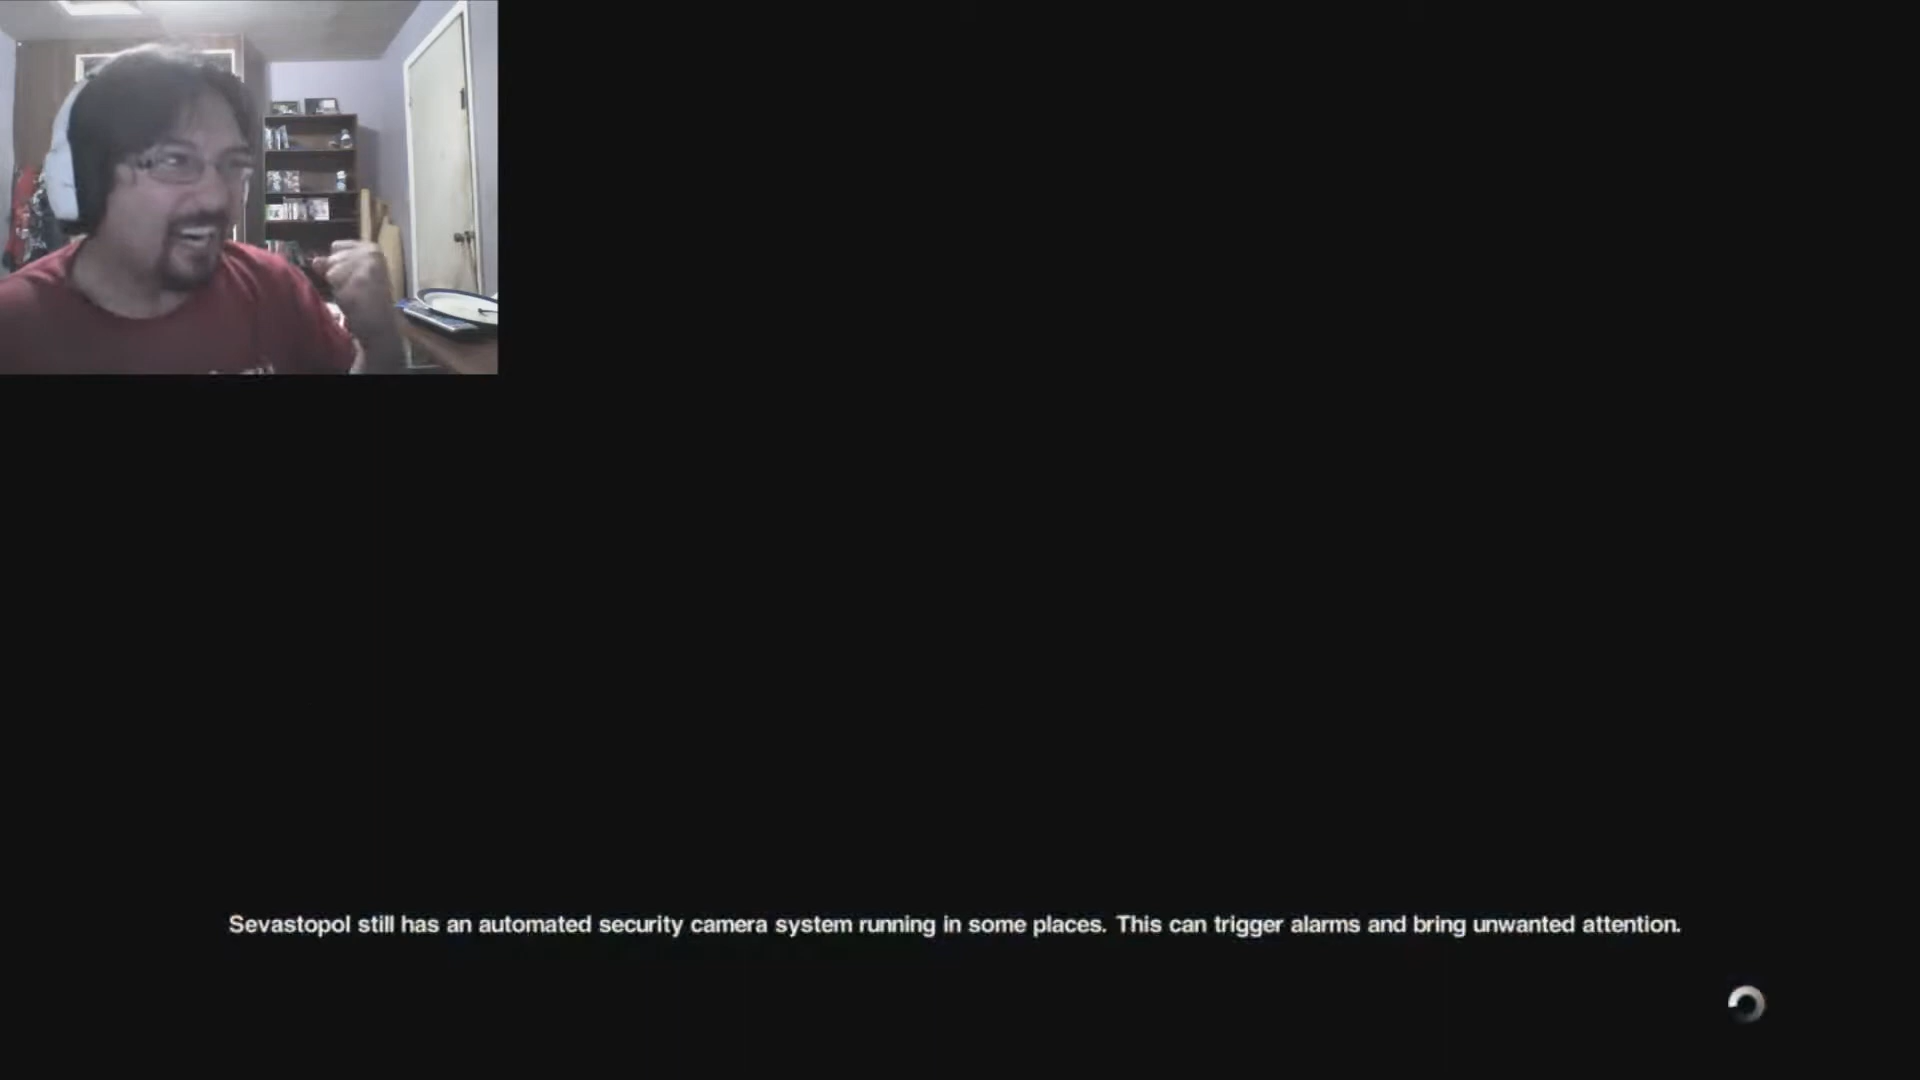 Sevastopol still has an automated security camera system running in some places. This can trigger alarms and bring unwanted attention.